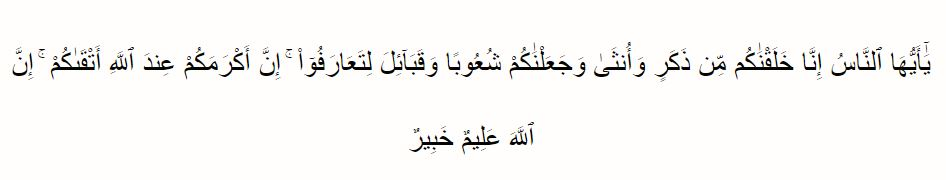 يَٰٓأَيُّهَا ٱلنَّاسُ إِنَّا خَلَقْنَٰكُم مِّن ذَكَرٍ وَأُنثَىٰ وَجَعَلْنَٰكُمْ شُعُوبًا وَقَبَآئِلَ لِتَعَارَفُوٓا۟ ۚ إِنَّ أَكْرَمَكُمْ عِندَ ٱللَّهِ أَتْقَىٰكُمْ ۚ إِنَّ
ٱللَّهَ عَلِيمٌ خَبِيرٌ